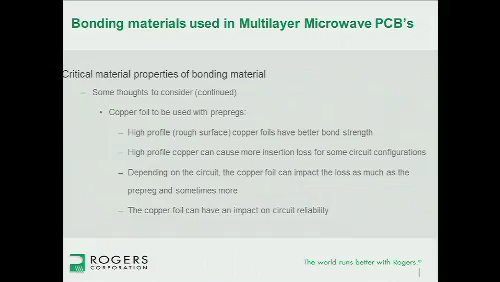 Bonding materials used in Multilayer Microwave PCB's
Critical material properties of bonding material
– Some thoughts to consider (continued)
• Copper foil to be used with prepregs:
– High profile (rough surface) copper foils have better bond strength
– High profile copper can cause more insertion loss for some circuit configurations
– Depending on the circuit, the copper foil can impact the loss as much as the
prepreg and sometimes more
– The copper foil can have an impact on circuit reliability
ROGERS
CORPORATION
The world runs better with Rogers.